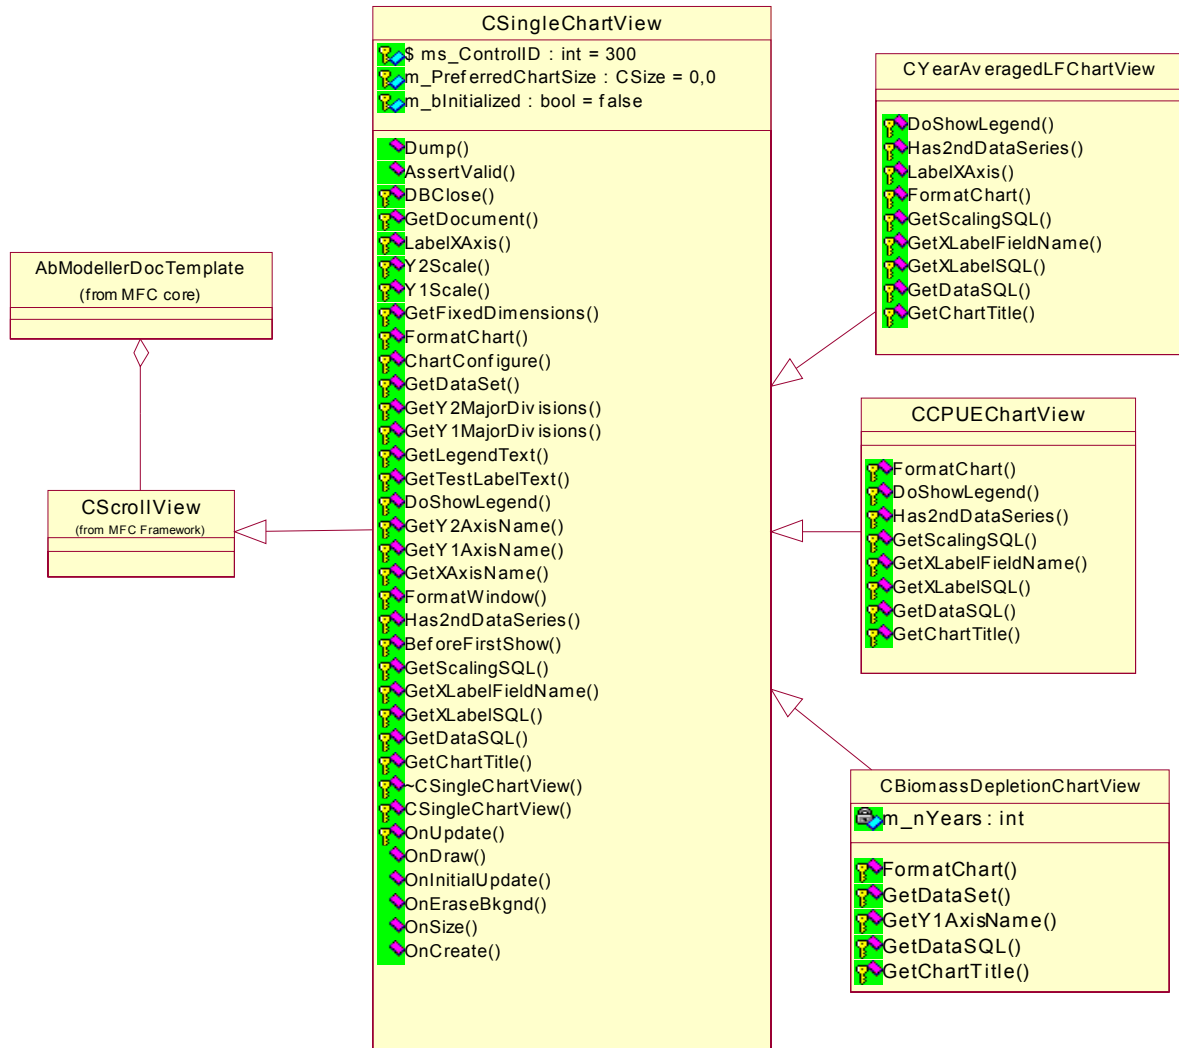 AbModellerDocTemplate
(from MFC core)
CScrollView
(from MFC Framework)
CSingleChartView
$ ms_ControlID : int = 300
m_PreferredChartSize : CSize = 0,0
m_bInitialized : bool = false
Dump()
AssertValid()
DBClose()
GetDocument()
LabelXAxis()
Y2Scale()
Y1Scale()
GetFixedDimensions()
FormatChart()
ChartConfigure()
GetDataSet()
GetY2MajorDivisions()
GetY1MajorDivisions()
GetLegendText()
GetTestLabelText()
DoShowLegend()
GetY2AxisName()
GetY1AxisName()
GetXAxisName()
FormatWindow()
Has2ndDataSeries()
BeforeFirstShow()
GetScalingSQL()
GetXLabelFieldName()
GetXLabelSQL()
GetDataSQL()
GetChartTitle()
~CSingleChartView()
CSingleChartView()
OnUpdate()
OnDraw()
OnInitialUpdate()
OnEraseBkgnd()
OnSize()
OnCreate()
CYearAveragedLFChartView
DoShowLegend()
Has2ndDataSeries()
LabelXAxis()
FormatChart()
GetScalingSQL()
GetXLabelFieldName()
GetXLabelSQL()
GetDataSQL()
GetChartTitle()
CCPUEChartView
FormatChart()
DoShowLegend()
Has2ndDataSeries()
GetScalingSQL()
GetXLabelFieldName()
GetXLabelSQL()
GetDataSQL()
GetChartTitle()
CBiomassDepletionChartView
m_nYears : int
FormatChart()
GetDataSet()
GetY1AxisName()
GetDataSQL()
GetChartTitle()